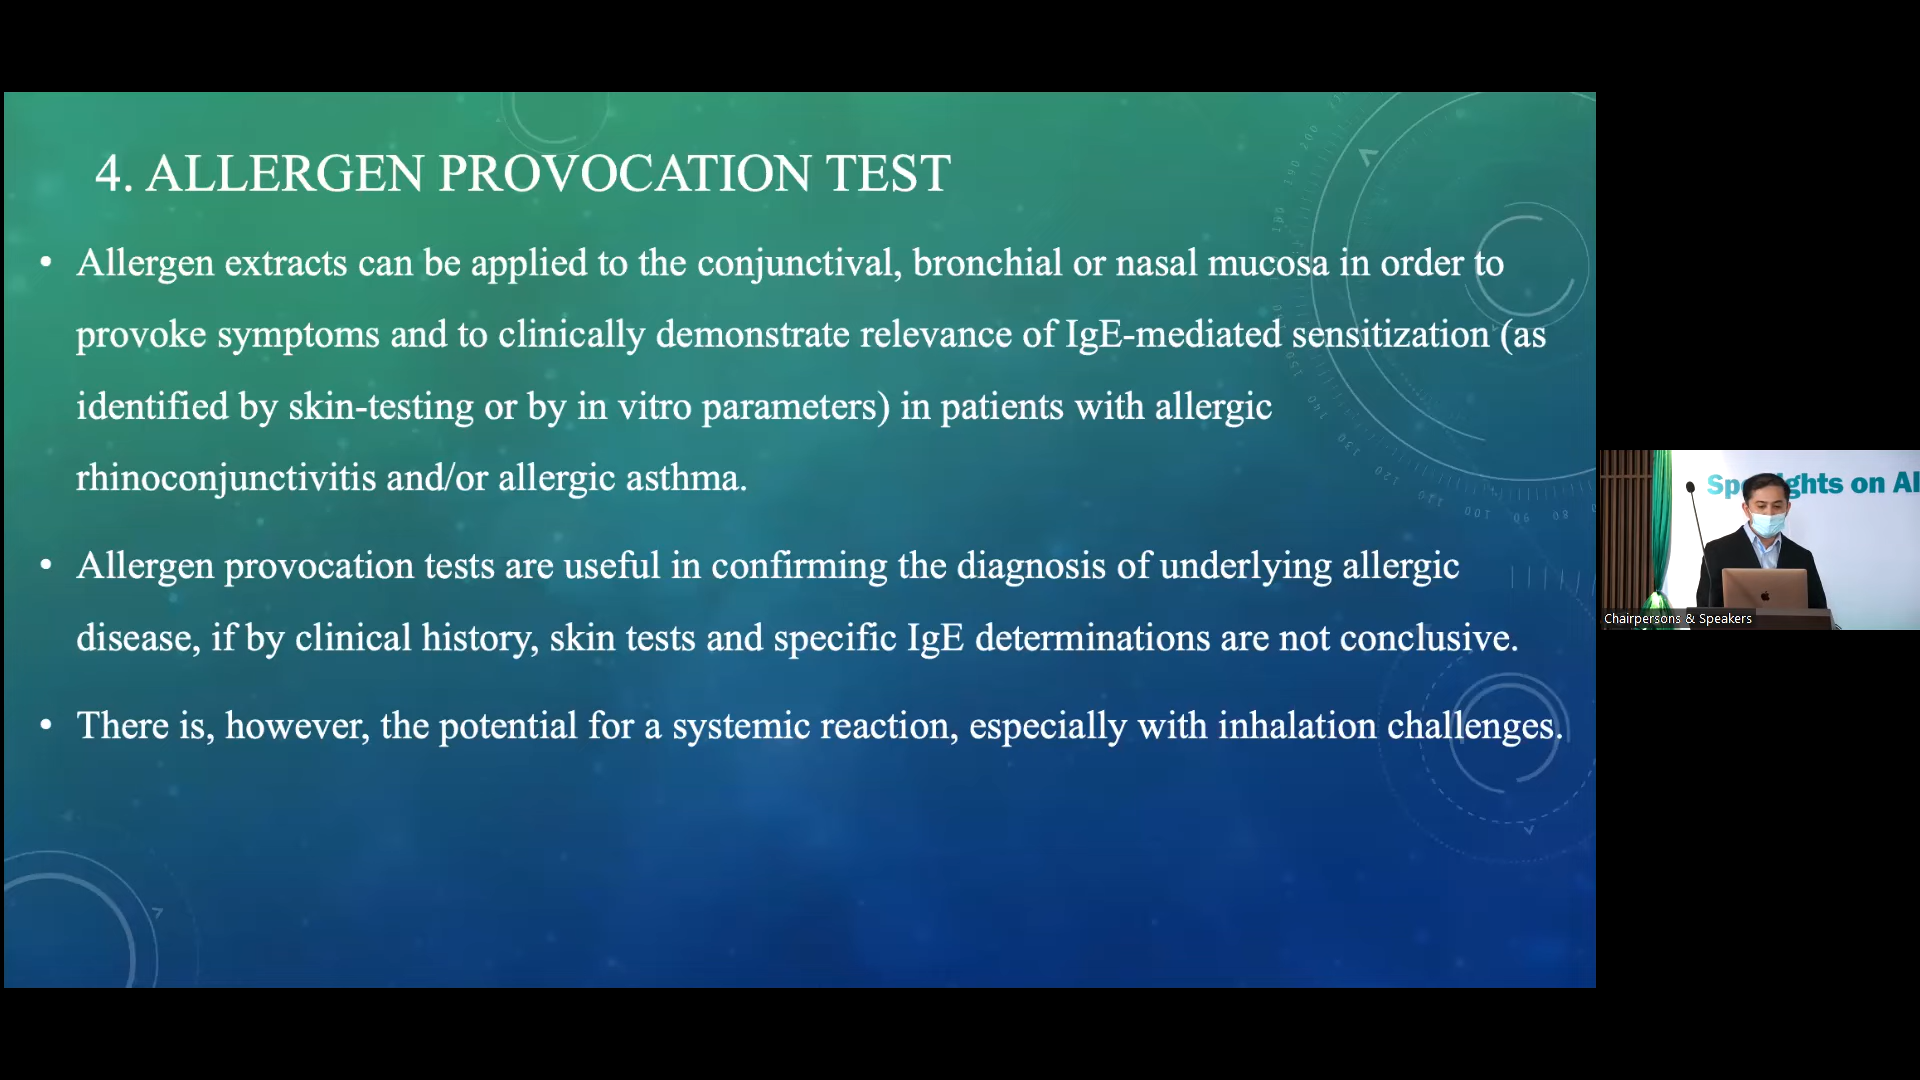 4. ALLERGEN PROVOCATION TEST
• Allergen extracts can be applied to the conjunctival, bronchial or nasal mucosa in order to
provoke symptoms and to clinically demonstrate relevance of IgE-mediated sensitization (as
identified by skin-testing or by in vitro parameters) in patients with allergic
rhinoconjunctivitis and/or allergic asthma.
• Allergen provocation tests are useful in confirming the diagnosis of underlying allergic
disease, if by clinical history, skin tests and specific IgE determinations are not conclusive.
• There is, however, the potential for a systemic reaction, especially with inhalation challenges.
ghts on Al
Chairpersons & Speakers